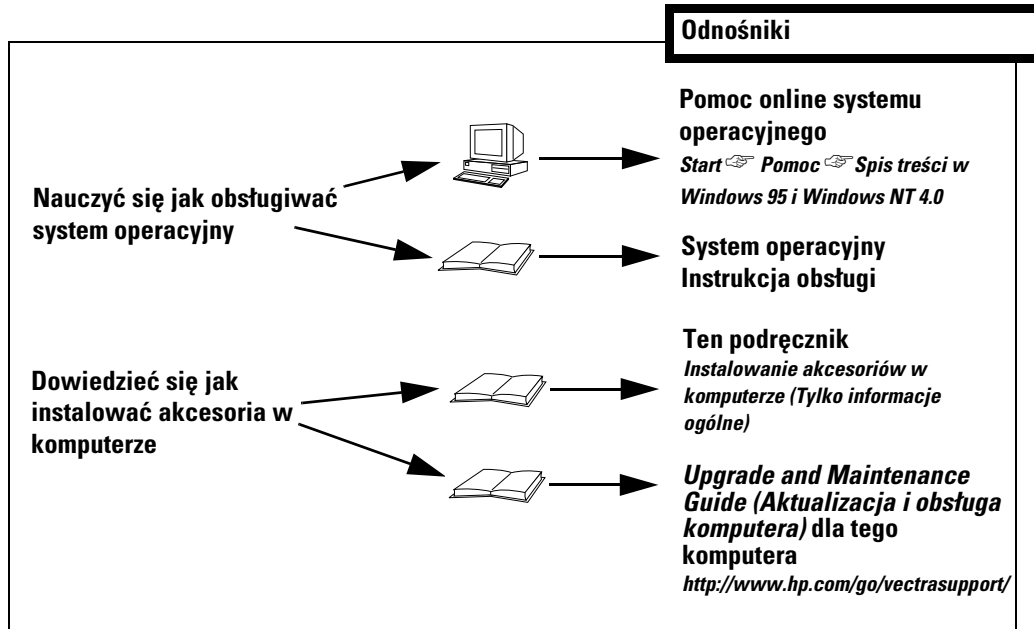 Odnośniki
Nauczyć się jak obsługiwać
system operacyjny
Pomoc online systemu
operacyjnego
Start ☞ Pomoc ☞ Spis treści w
Windows 95 i Windows NT 4.0
System operacyjny
Instrukcja obsługi
Dowiedzieć się jak
instalować akcesoria w
komputerze
Ten podręcznik
Instalowanie akcesoriów w
komputerze (Tylko informacje
ogólne)
Upgrade and Maintenance
Guide (Aktualizacja i obsługa
komputera) dla tego
komputera
http://www.hp.com/go/vectrasupport/